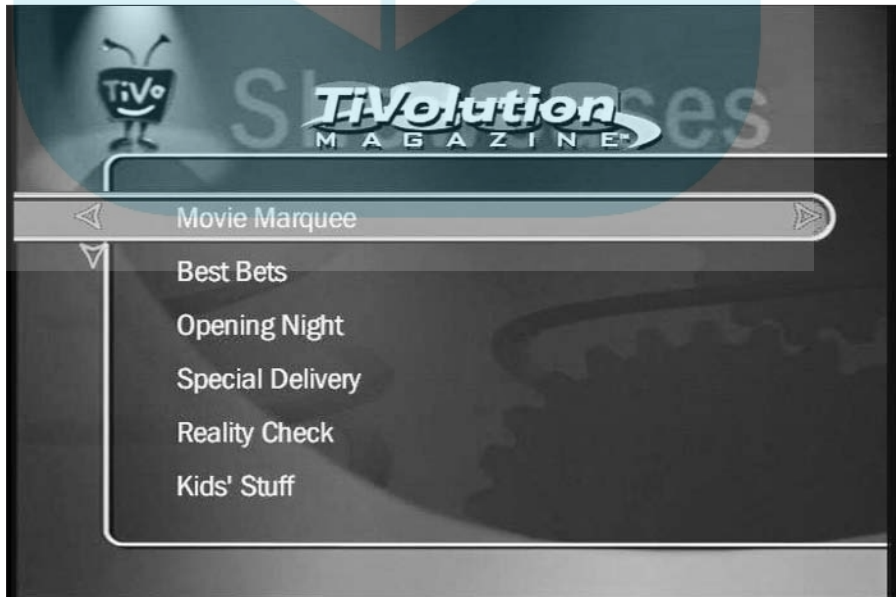 TiVo
TiVolution
MAGAZINE
Movie Marquee
Best Bets
Opening Night
Special Delivery
Reality Check
Kids' Stuff